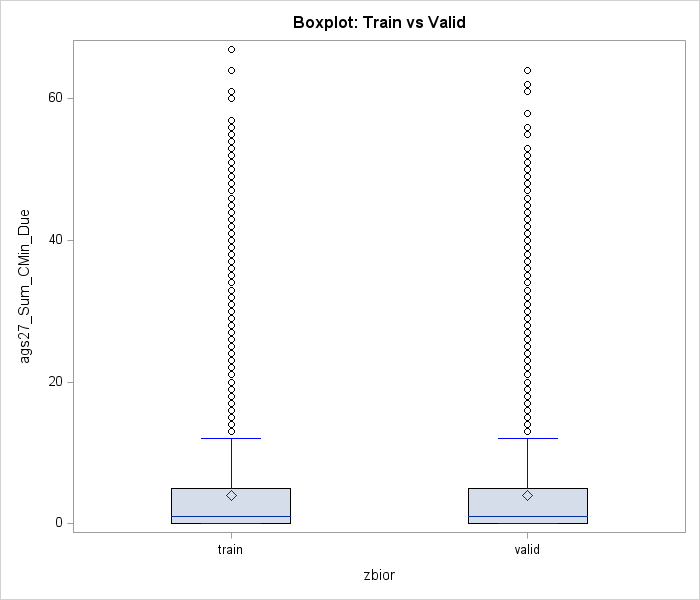 Boxplot: Train vs Valid
60
40
20
0
ags27_Sum_CMin_Due
train
valid
zbior